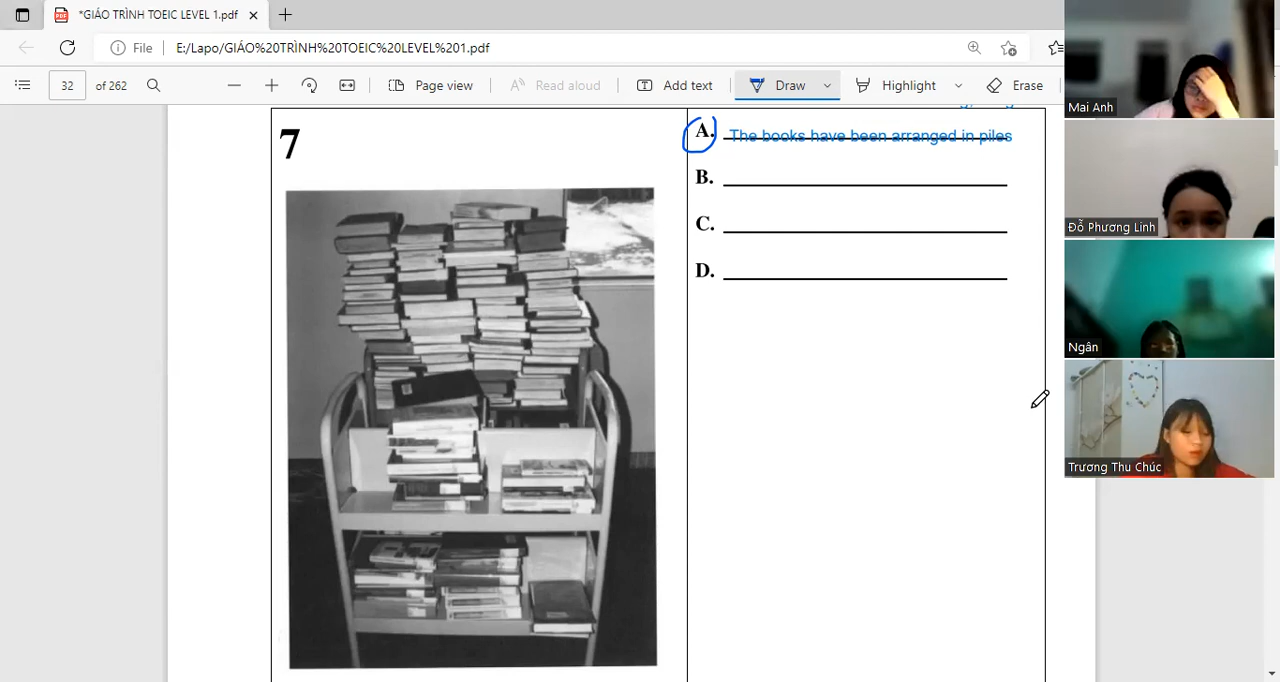 *GIÁO TRÌNH TOEIC LEVEL 1.pdf
File E:/Lapo/GIÁO%20TRÌNH%20TOEIC%20LEVEL%201.pdf
32 of 262 Page view Read aloud Add text Draw Highlight Erase
7
A. The books have been arranged in piles
B.
C.
D.
Mai Anh
Đỗ Phương Linh
Ngân
Trương Thu Chúc